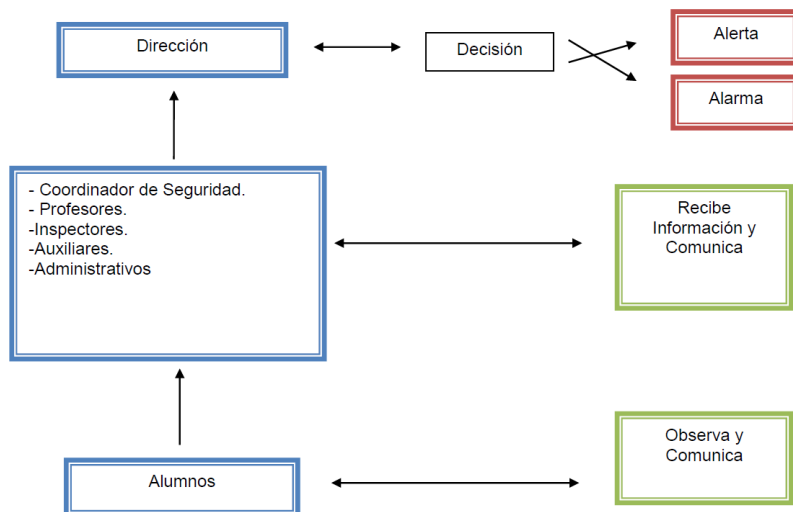 Dirección
Decisión
Alerta
Alarma
- Coordinador de Seguridad.
- Profesores.
-Inspectores.
-Auxiliares.
-Administrativos
Recibe
Información y
Comunica
Observa y
Comunica
Alumnos